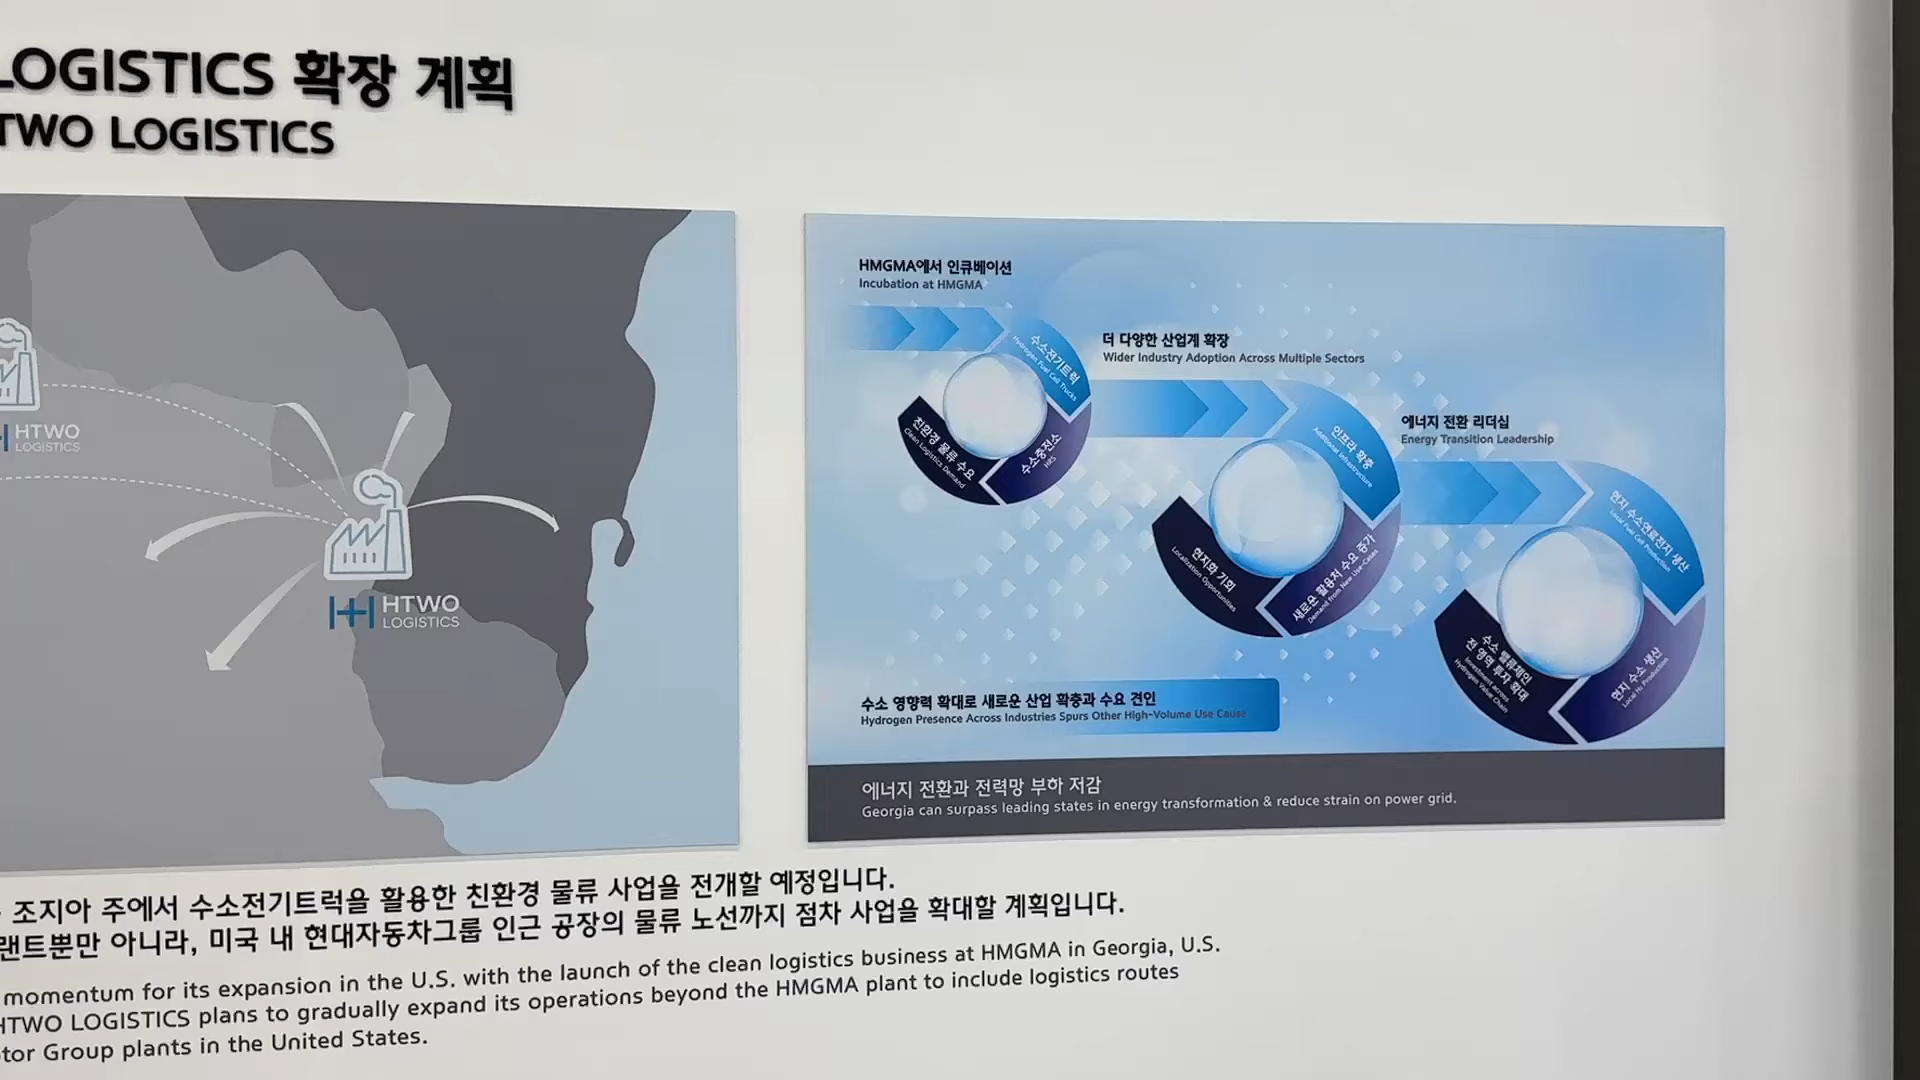 LOGISTICS 확장 계획
TWO LOGISTICS
HTWO
LOGISTICS
HTWO
LOGISTICS
HMGMA에서 인큐베이션
Incubation at HMGMA
수소전기트럭
Hydrogen Fuel Cell Trucks
수소충전소
HRS
친환경 물류 수요
Clean Logistics Demand
더 다양한 산업계 확장
Wider Industry Adoption Across Multiple Sectors
인프라 확충
Additional Infrastructure
새로운 활용처 수요 증가
Demand from New Use-Cases
현지화 기회
Localization Opportunities
에너지 전환 리더십
Energy Transition Leadership
현지 수소연료전지 생산
Local Fuel Cell Production
현지 수소 생산
Local H₂ Production
수소 밸류체인
전 영역 투자 확대
Investment across
Hydrogen Value Chain
수소 영향력 확대로 새로운 산업 확충과 수요 견인
Hydrogen Presence Across Industries Spurs Other High-Volume Use Cause
에너지 전환과 전력망 부하 저감
Georgia can surpass leading states in energy transformation & reduce strain on power grid.
조지아 주에서 수소전기트럭을 활용한 친환경 물류 사업을 전개할 예정입니다.
랜트뿐만 아니라, 미국 내 현대자동차그룹 인근 공장의 물류 노선까지 점차 사업을 확대할 계획입니다.
momentum for its expansion in the U.S. with the launch of the clean logistics business at HMGMA in Georgia, U.S.
HTWO LOGISTICS plans to gradually expand its operations beyond the HMGMA plant to include logistics routes
tor Group plants in the United States.